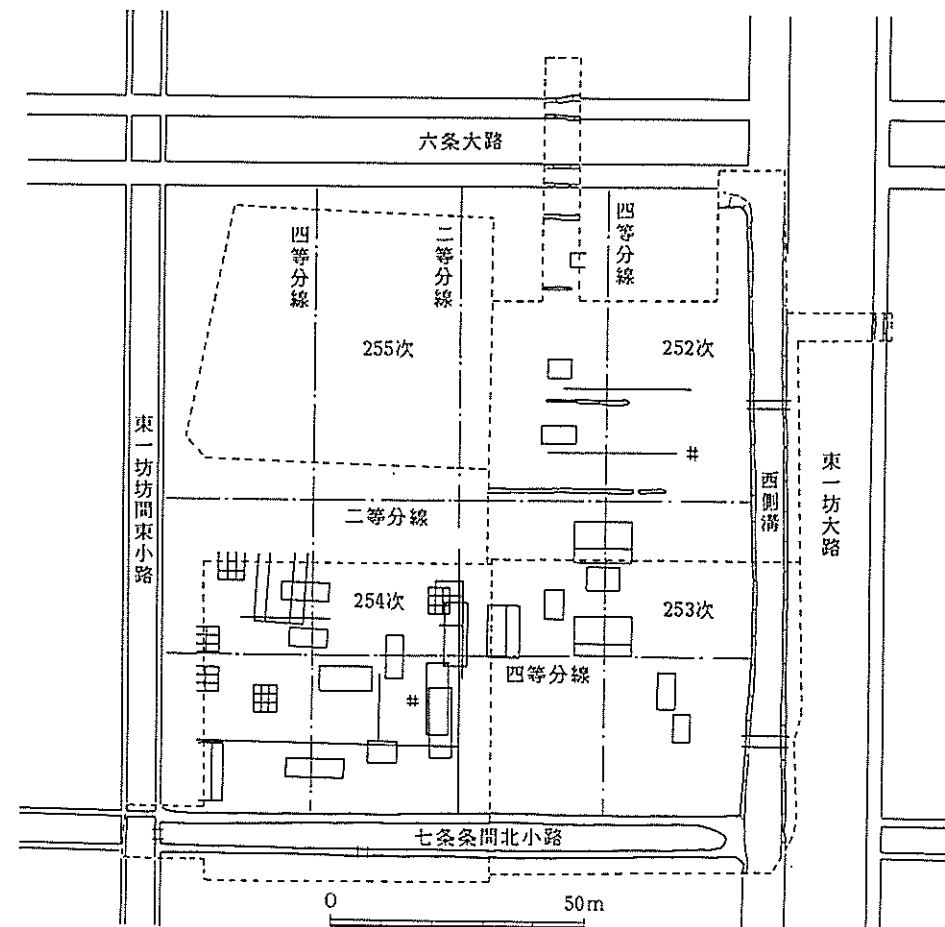 六条大路
四等分線
二等分線
四等分線
255次
252次
東一坊坊間東小路
二等分線
西側溝
東一坊大路
254次
253次
四等分線
七条条間北小路
0
50m